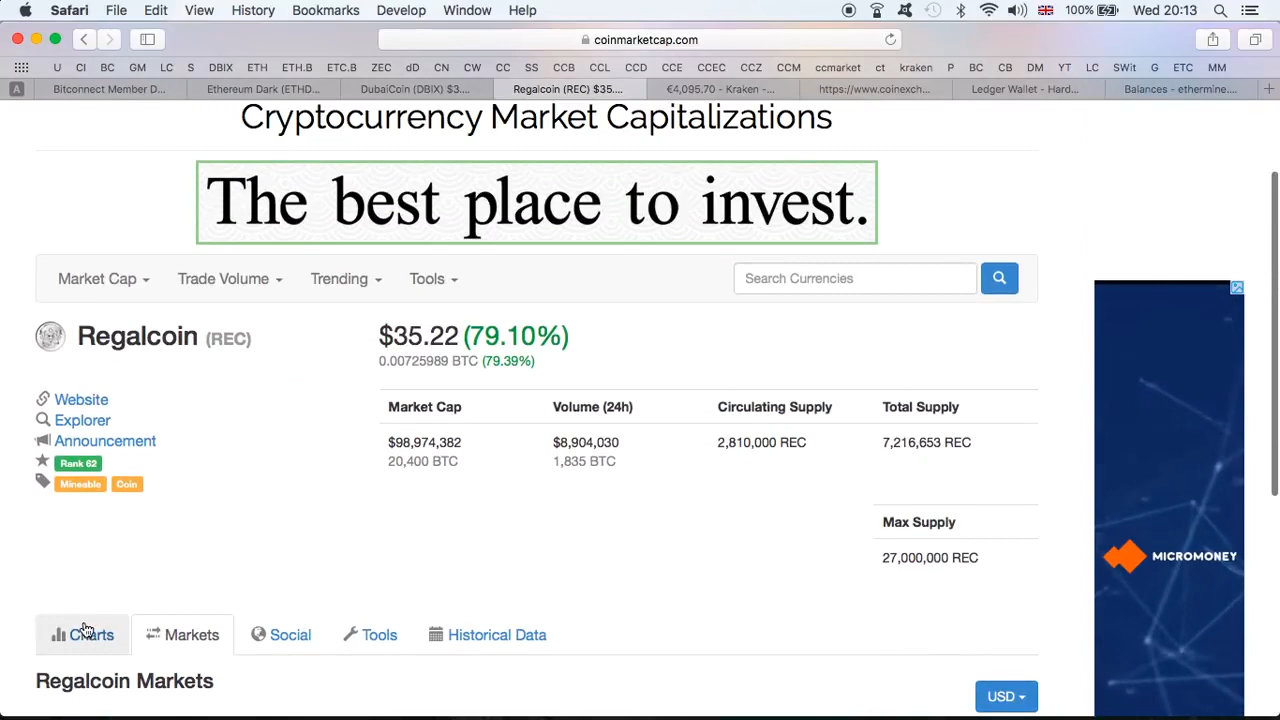 Safari File Edit View History Bookmarks Develop Window Help 100% Wed 20:13
coinmarketcap.com
U CI BC GM LC S DBIX ETH ETH.B ETC.B ZEC dD CN CW CC SS CCB CCL CCD CCE CCEC CCZ CCM ccmarket ct kraken P BC CB DM YT LC SWit G ETC MM
A Bitconnect Member D... Ethereum Dark (ETHD... DubaiCoin (DBIX) $3.... Regalcoin (REC) $35.... €4,095.70 - Kraken -... https://www.coinexch... Ledger Wallet - Hard... Balances - ethermine.... +
Cryptocurrency Market Capitalizations
The best place to invest.
Market Cap Trade Volume Trending Tools Search Currencies
Regalcoin (REC) $35.22 (79.10%)
0.00725989 BTC (79.39%)
Website
Explorer
Announcement
Rank 62
Mineable Coin
Market Cap Volume (24h) Circulating Supply Total Supply
$98,974,382 $8,904,030 2,810,000 REC 7,216,653 REC
20,400 BTC 1,835 BTC
Max Supply
27,000,000 REC
MICROMONEY
Charts Markets Social Tools Historical Data
Regalcoin Markets
USD